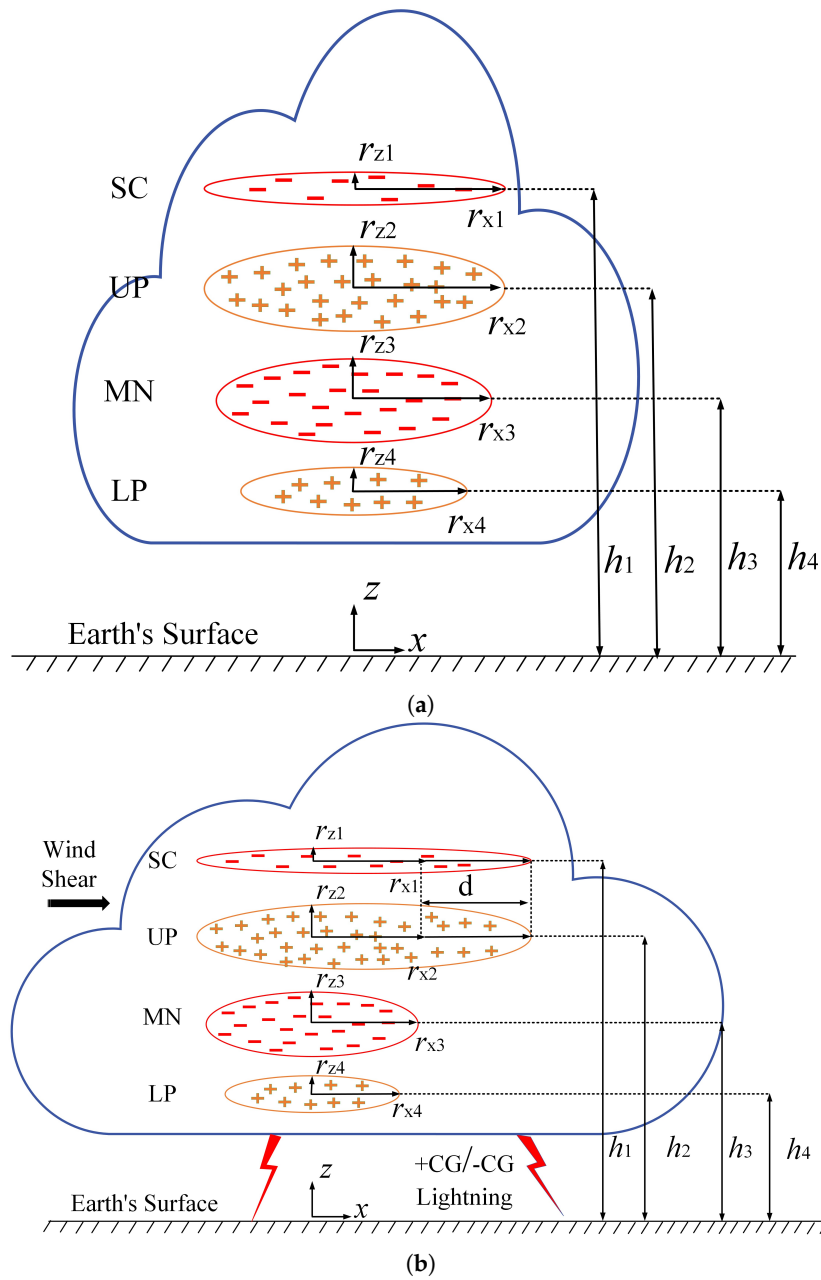 SC
rz1
rx1
rz2
UP
rx2
rz3
MN
rx3
rz4
LP
rx4
h1
h2
h3
h4
z
Earth's Surface
x
(a)
Wind
Shear
SC
rz1
rx1
d
rz2
UP
rx2
rz3
MN
rx3
rz4
LP
rx4
+CG/-CG
Lightning
h1
h2
h3
h4
z
Earth's Surface
x
(b)